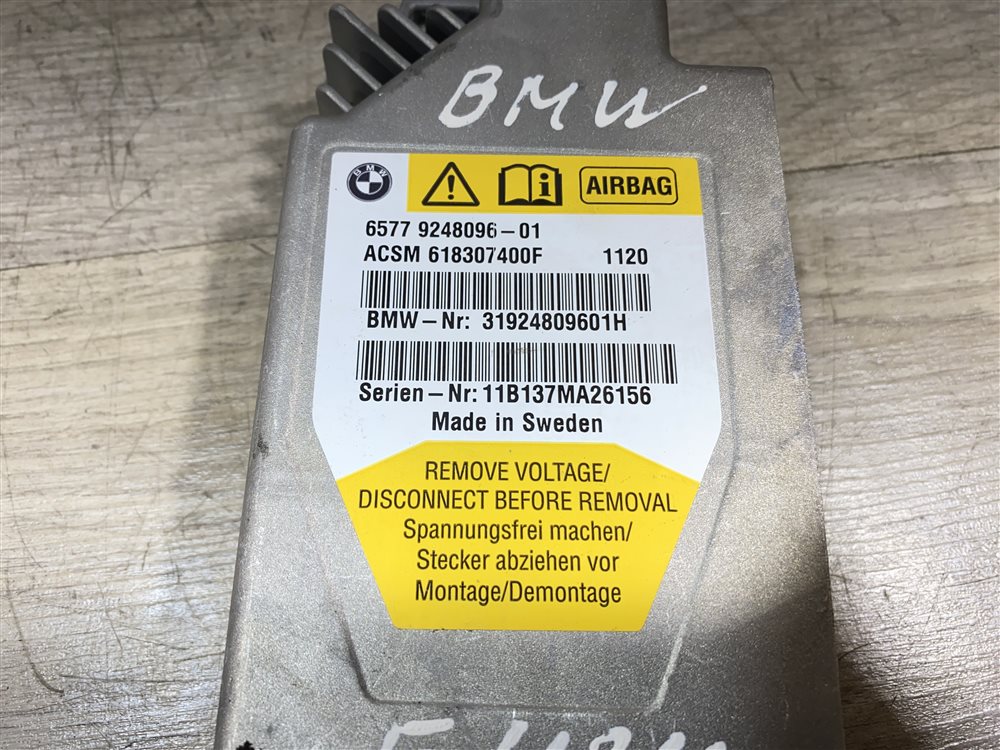 BMW
BMW
AIRBAG
6577 9248096-01
ACSM 618307400F 1120
BMW-Nr: 31924809601H
Serien-Nr: 11B137MA26156
Made in Sweden
REMOVE VOLTAGE/
DISCONNECT BEFORE REMOVAL
Spannungsfrei machen/
Stecker abziehen vor
Montage/Demontage